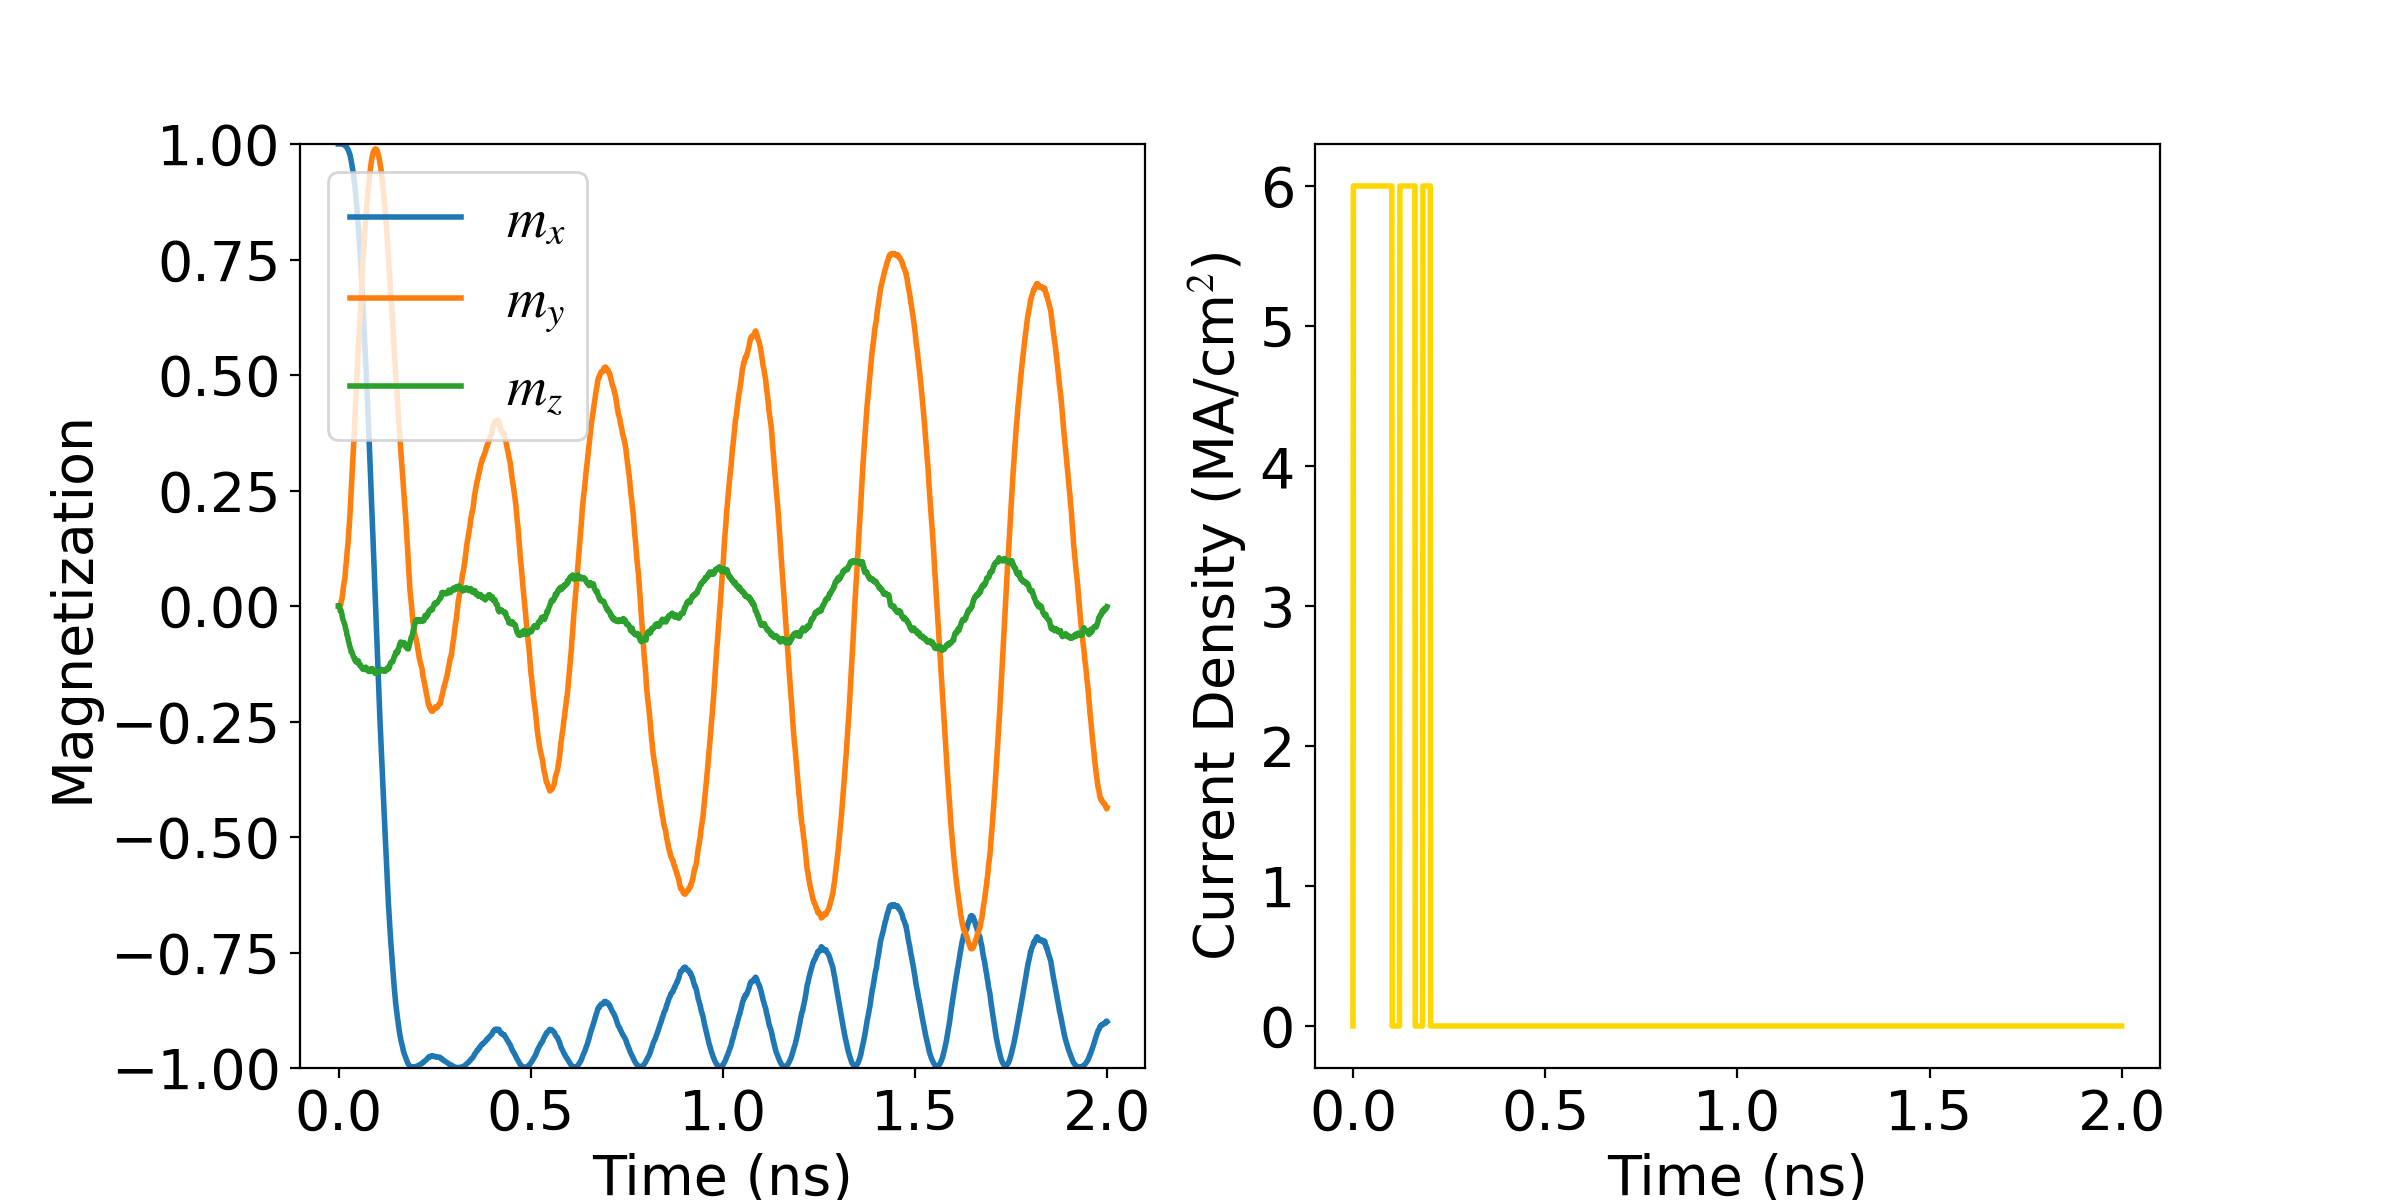 1.00
0.75
0.50
0.25
0.00
−0.25
−0.50
−0.75
−1.00
Magnetization
m_x
m_y
m_z
0.0 0.5 1.0 1.5 2.0
Time (ns)
6
5
4
3
2
1
0
Current Density (MA/cm²)
0.0 0.5 1.0 1.5 2.0
Time (ns)